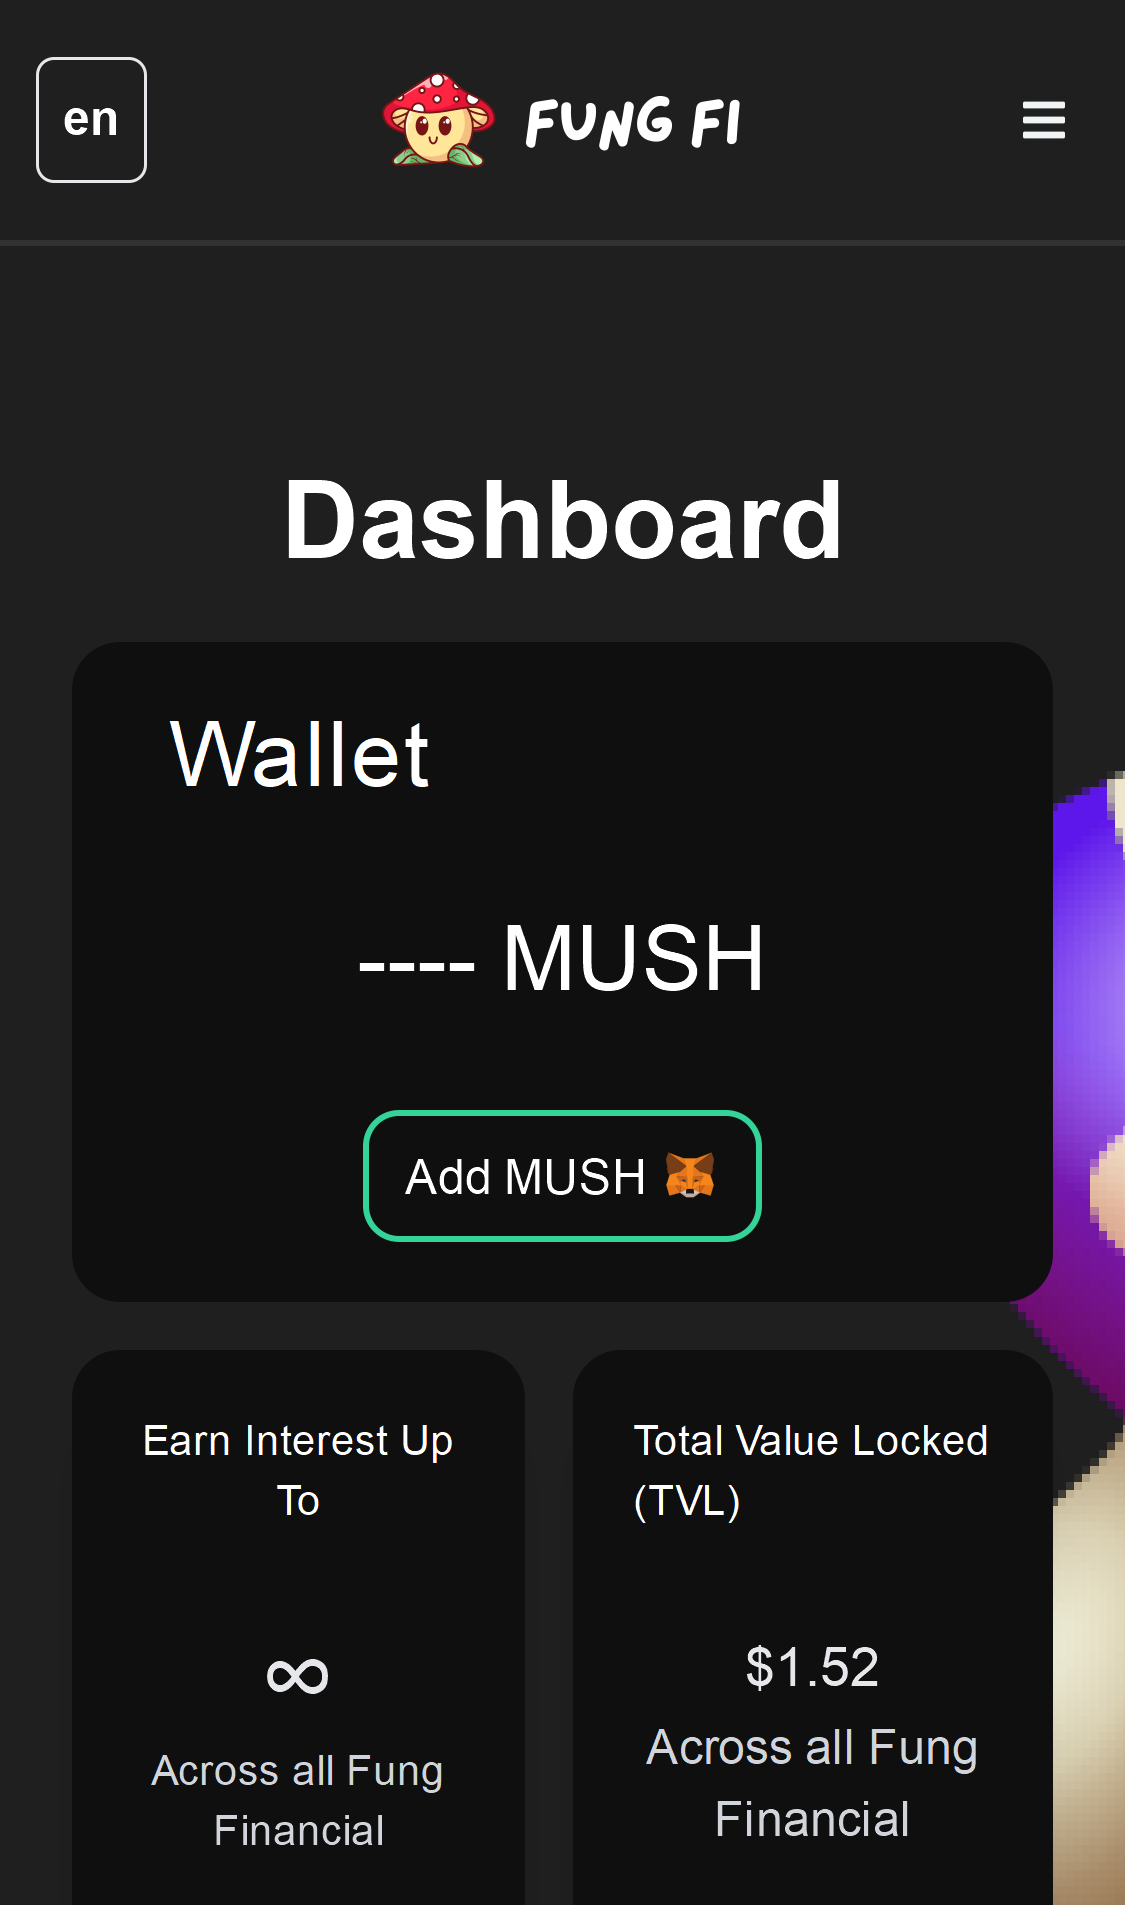 en
FUNG FI
Dashboard
Wallet
---- MUSH
Add MUSH
Earn Interest Up
To
∞
Across all Fung
Financial
Total Value Locked
(TVL)
$1.52
Across all Fung
Financial